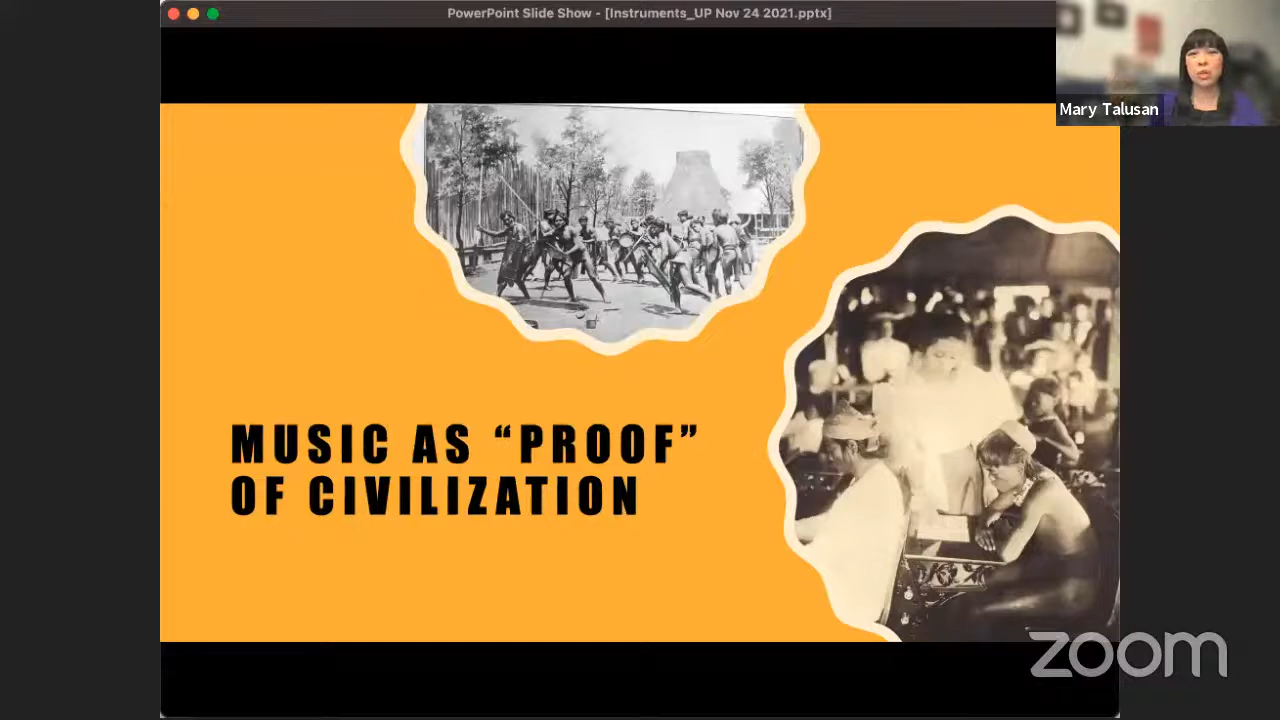 PowerPoint Slide Show - [Instruments_UP Nov 24 2021.pptx]
Mary Talusan
MUSIC AS “PROOF”
OF CIVILIZATION
zoom